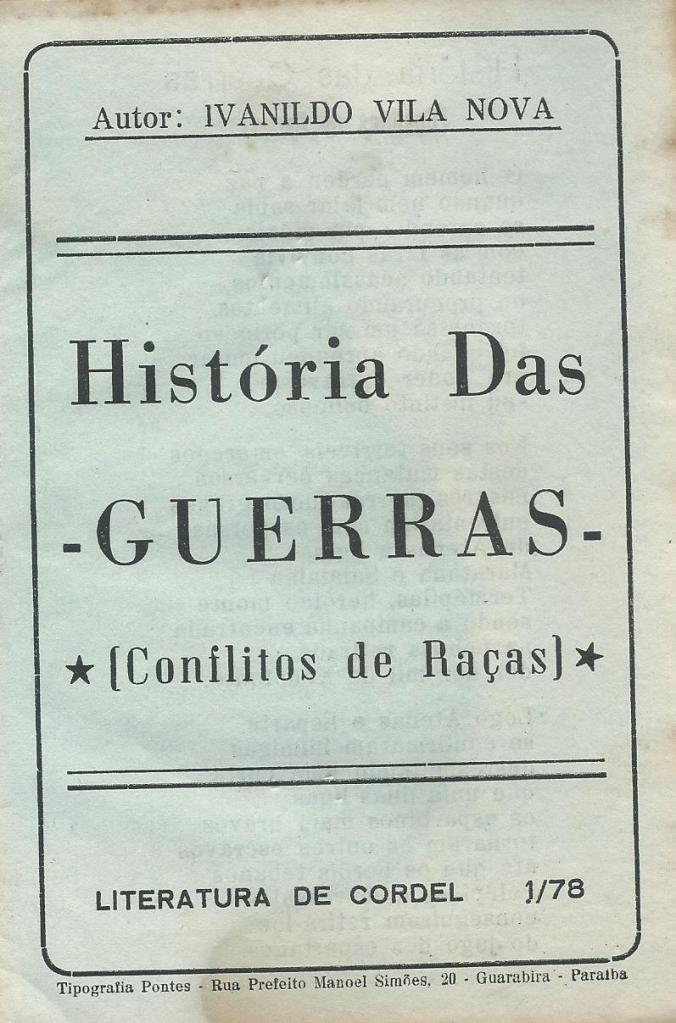 Autor: IVANILDO VILA NOVA
História Das
-GUERRAS-
★ (Conflitos de Raças) ★
LITERATURA DE CORDEL 1/78
Tipografia Pontes - Rua Prefeito Manoel Simões, 20 - Guarabira - Paraíba